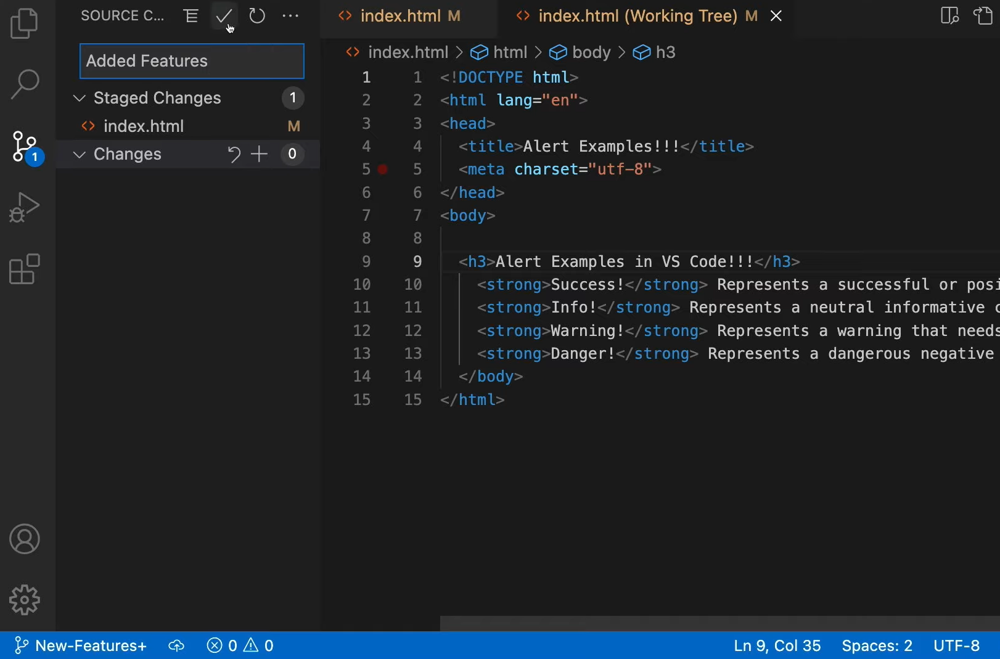 SOURCE C...
index.html M
index.html (Working Tree) M
Added Features
index.html > html > body > h3
Staged Changes 1
index.html M
Changes 0
1
1 1 <!DOCTYPE html>
2 2 <html lang="en">
3 3 <head>
4 4 <title>Alert Examples!!!</title>
5 5 <meta charset="utf-8">
6 6 </head>
7 7 <body>
8 8
9 9 <h3>Alert Examples in VS Code!!!</h3>
10 10 <strong>Success!</strong> Represents a successful or posi
11 11 <strong>Info!</strong> Represents a neutral informative c
12 12 <strong>Warning!</strong> Represents a warning that needs
13 13 <strong>Danger!</strong> Represents a dangerous negative
14 14 </body>
15 15 </html>
New-Features+ 0 0 Ln 9, Col 35 Spaces: 2 UTF-8